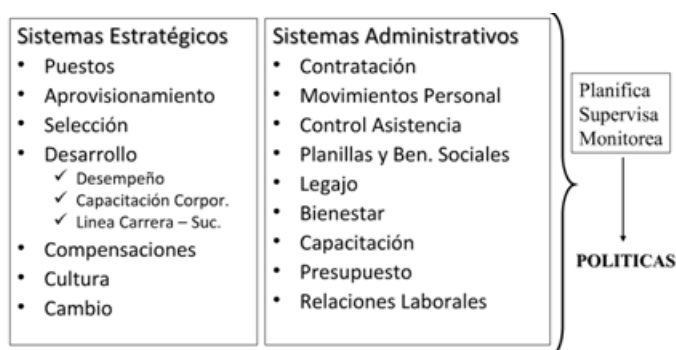 Sistemas Estratégicos
• Puestos
• Aprovisionamiento
• Selección
• Desarrollo
✓ Desempeño
✓ Capacitación Corpor.
✓ Linea Carrera – Suc.
• Compensaciones
• Cultura
• Cambio
Sistemas Administrativos
• Contratación
• Movimientos Personal
• Control Asistencia
• Planillas y Ben. Sociales
• Legajo
• Bienestar
• Capacitación
• Presupuesto
• Relaciones Laborales
Planifica
Supervisa
Monitorea
POLITICAS